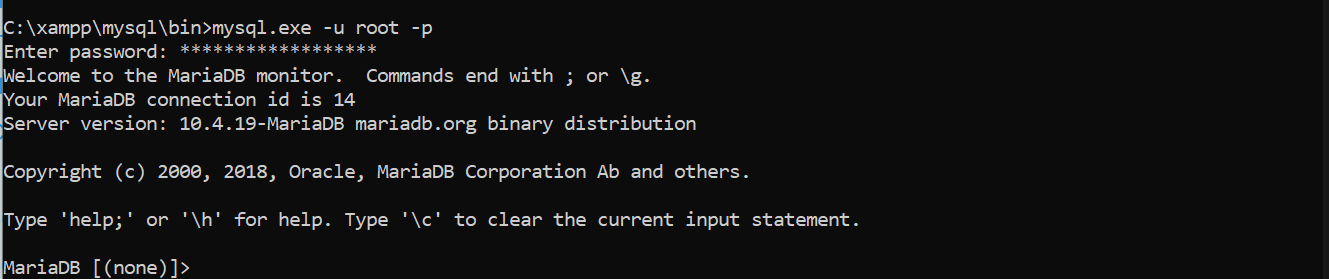 C:\xampp\mysql\bin>mysql.exe -u root -p
Enter password: ******************
Welcome to the MariaDB monitor.  Commands end with ; or \g.
Your MariaDB connection id is 14
Server version: 10.4.19-MariaDB mariadb.org binary distribution
Copyright (c) 2000, 2018, Oracle, MariaDB Corporation Ab and others.
Type 'help;' or '\h' for help. Type '\c' to clear the current input statement.
MariaDB [(none)]>